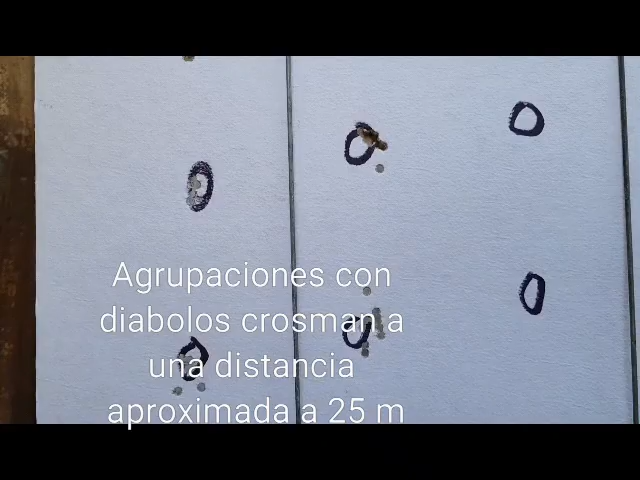 Agrupaciones con
diabolos crosman a
una distancia
aproximada a 25 m